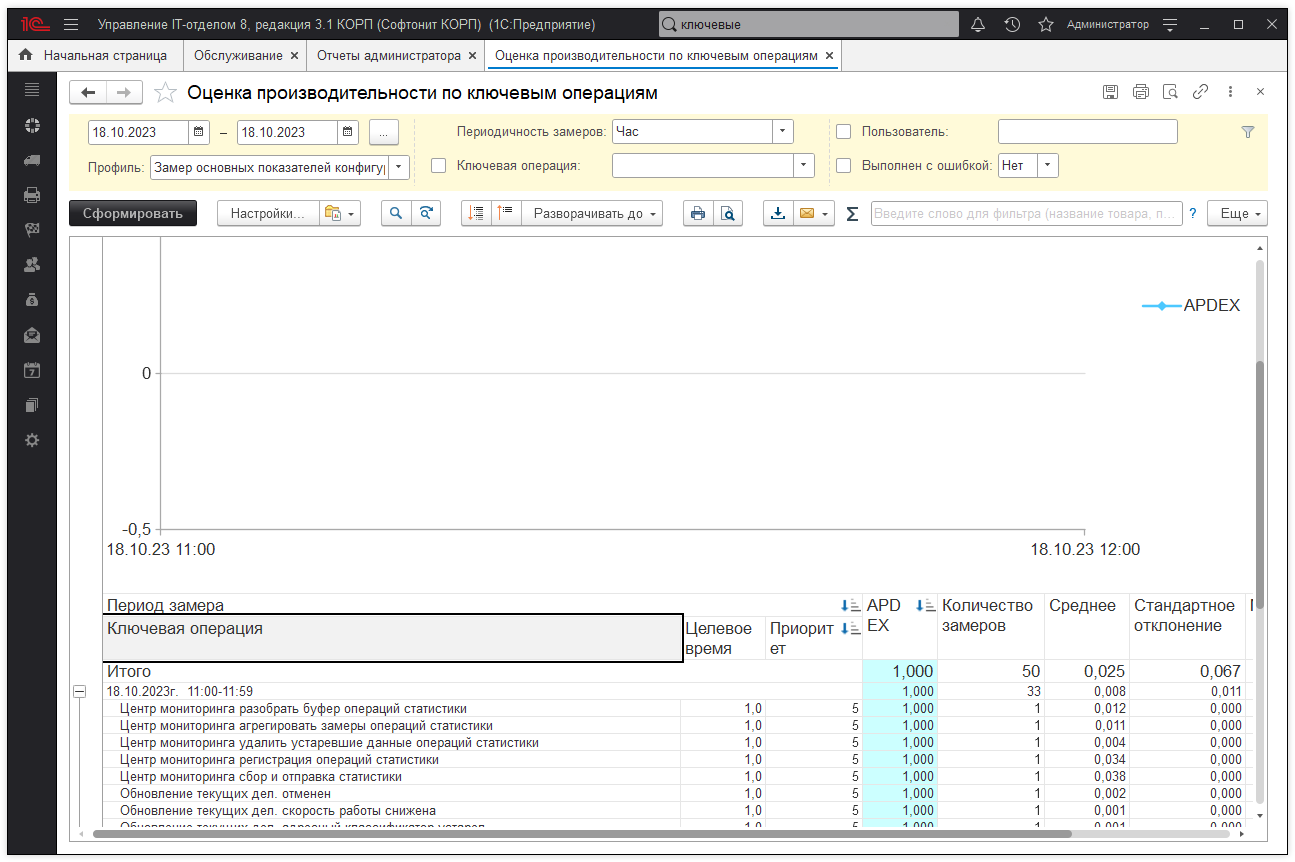 1С Управление IT-отделом 8, редакция 3.1 КОРП (Софтонит КОРП) (1С:Предприятие) ключевые Администратор
Начальная страница Обслуживание × Отчеты администратора × Оценка производительности по ключевым операциям ×
Оценка производительности по ключевым операциям
18.10.2023 – 18.10.2023 ... Периодичность замеров: Час Пользователь:
Профиль: Замер основных показателей конфигу Ключевая операция: Выполнен с ошибкой: Нет
Сформировать Настройки... Разворачивать до Σ Введите слово для фильтра (название товара, п... ? Еще
APDEX
0
-0,5
18.10.23 11:00 18.10.23 12:00
Период замера APD Количество Среднее Стандартное
EX замеров отклонение
Ключевая операция Целевое Приорит
время ет
Итого 1,000 50 0,025 0,067
18.10.2023г. 11:00-11:59 1,000 33 0,008 0,011
Центр мониторинга разобрать буфер операций статистики 1,0 5 1,000 1 0,012 0,000
Центр мониторинга агрегировать замеры операций статистики 1,0 5 1,000 1 0,011 0,000
Центр мониторинга удалить устаревшие данные операций статистики 1,0 5 1,000 1 0,004 0,000
Центр мониторинга регистрация операций статистики 1,0 5 1,000 1 0,034 0,000
Центр мониторинга сбор и отправка статистики 1,0 5 1,000 1 0,038 0,000
Обновление текущих дел. отменен 1,0 5 1,000 1 0,002 0,000
Обновление текущих дел. скорость работы снижена 1,0 5 1,000 1 0,001 0,000
Обновление текущих дел. адресный классификатор устарел 1,0 5 1,000 1 0,001 0,000